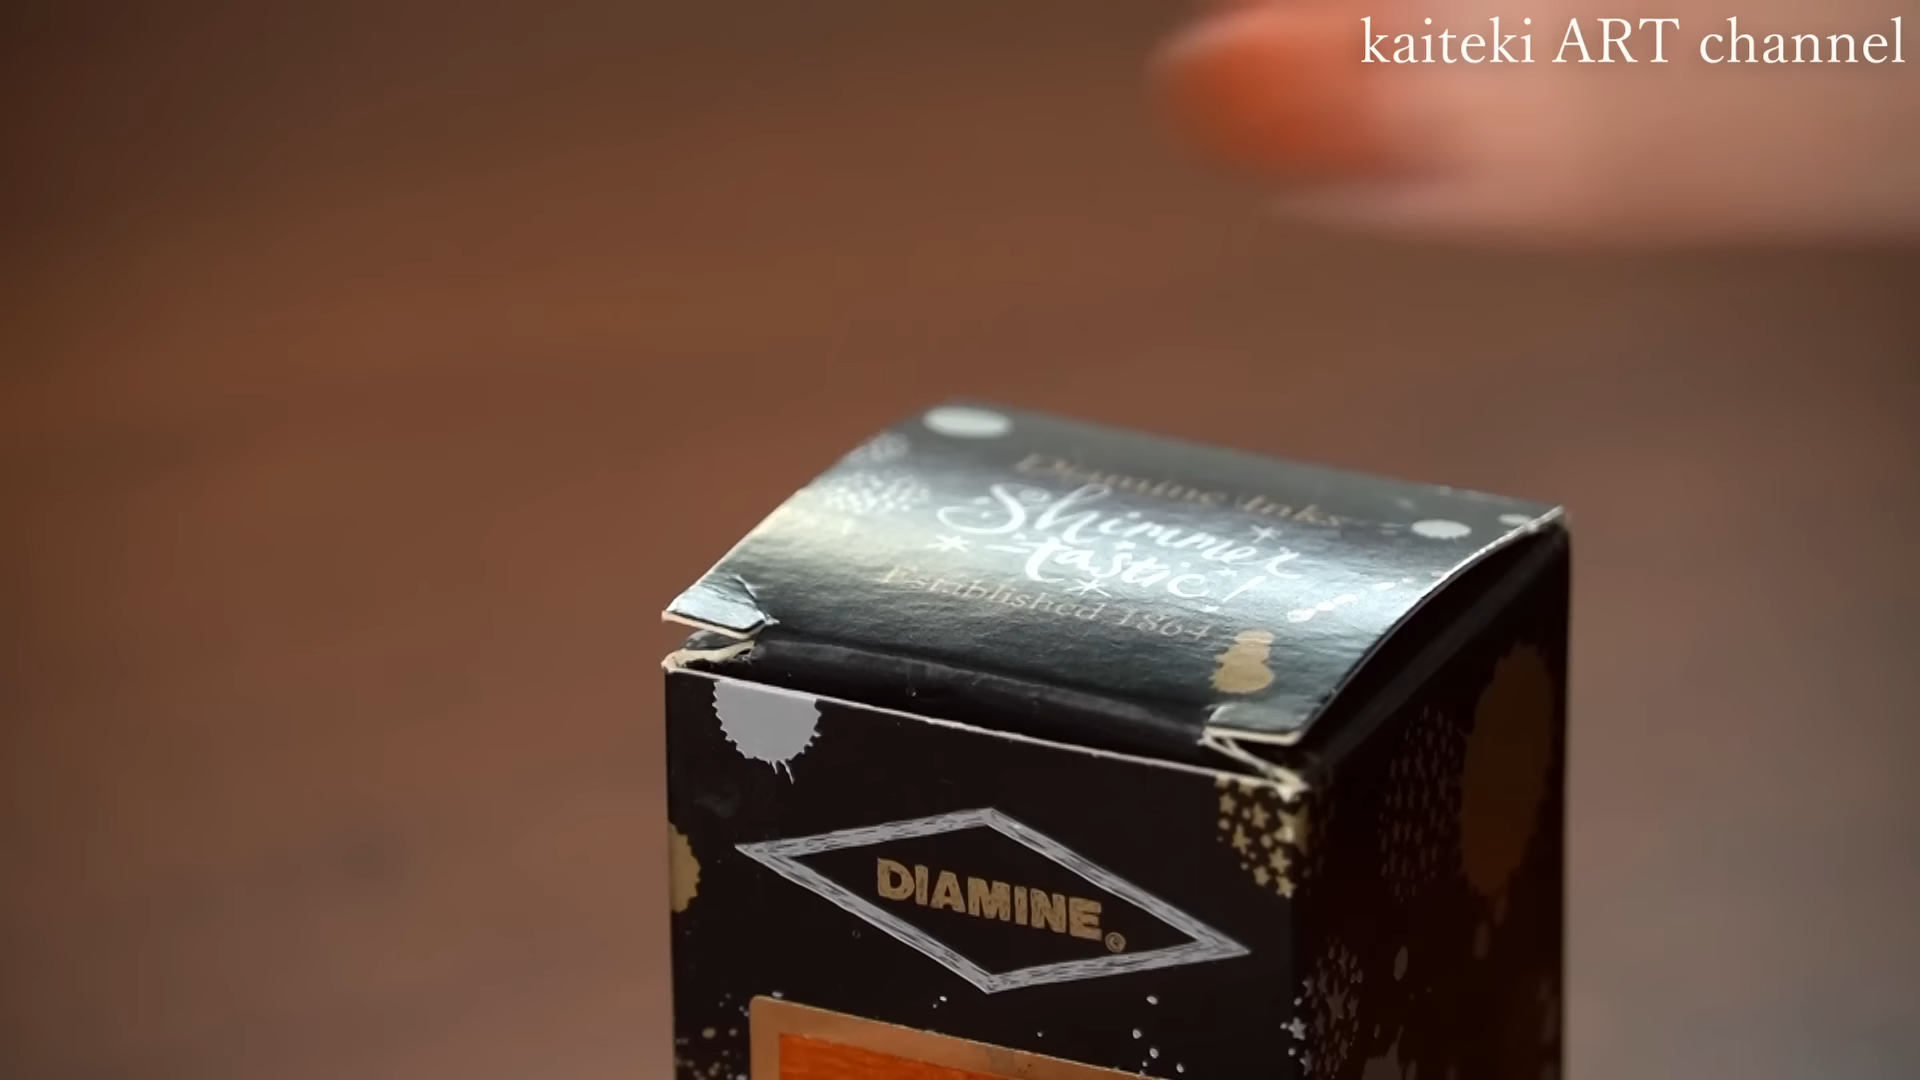 kaiteki ART channel
Diamine Inks
Shimmer
-tastic!
Established 1864
DIAMINE©